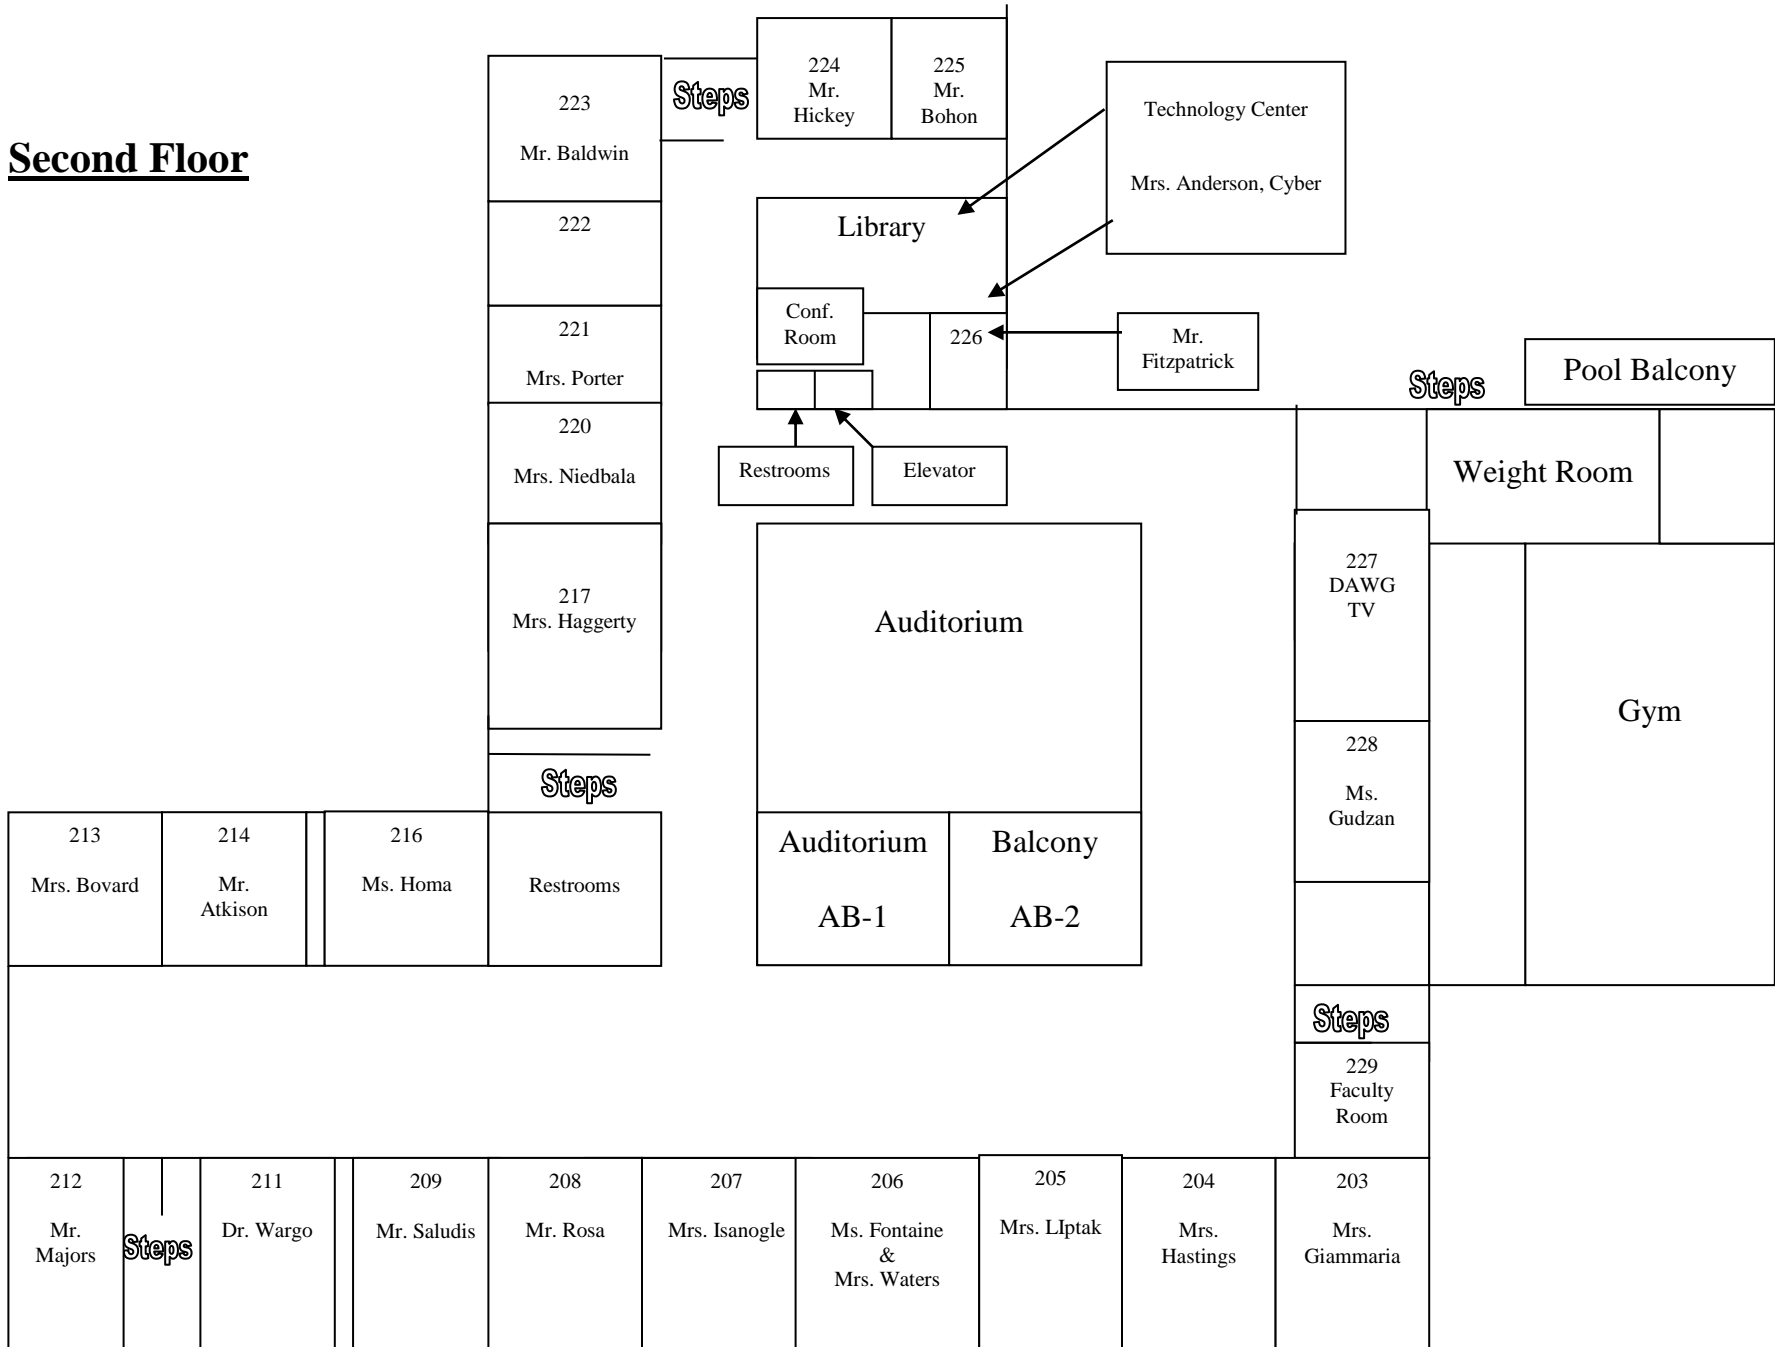 Second Floor
223
Mr. Baldwin
Steps
224
Mr.
Hickey
225
Mr.
Bohon
Technology Center
Mrs. Anderson, Cyber
222
Library
221
Mrs. Porter
Conf.
Room
226
Mr.
Fitzpatrick
Steps
Pool Balcony
220
Mrs. Niedbala
Restrooms
Elevator
Weight Room
217
Mrs. Haggerty
Auditorium
227
DAWG
TV
Gym
228
Ms.
Gudzan
Steps
213
Mrs. Bovard
214
Mr.
Atkison
216
Ms. Homa
Restrooms
Auditorium
AB-1
Balcony
AB-2
Steps
229
Faculty
Room
212
Mr.
Majors
Steps
211
Dr. Wargo
209
Mr. Saludis
208
Mr. Rosa
207
Mrs. Isanogle
206
Ms. Fontaine
&
Mrs. Waters
205
Mrs. LIptak
204
Mrs.
Hastings
203
Mrs.
Giammaria